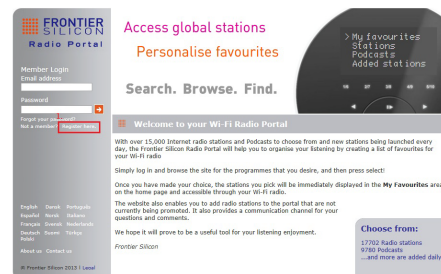 FRONTIER
SILICON
Radio Portal
Access global stations
Personalise favourites
Search. Browse. Find.
>My favourites
Stations
Podcasts
Added stations
Member Login
Email address
Password
Forgot your password?
Not a member? Register here.
Welcome to your Wi-Fi Radio Portal
With over 15,000 Internet radio stations and Podcasts to choose from and new stations being launched every
day, the Frontier Silicon Radio Portal will help you to organise your listening by creating a list of favourites for
your Wi-Fi radio
Simply log in and browse the site for the programmes that you desire, and then press select!
Once you have made your choice, the stations you pick will be immediately displayed in the My Favourites area
on the home page and accessible through your Wi-Fi radio.
The website also enables you to add radio stations to the portal that are not
currently being promoted. It also provides a communication channel for your
questions and comments.
We hope it will prove to be a useful tool for your listening enjoyment.
Frontier Silicon
English Dansk Português
Español Norsk Italiano
Français Svensk Nederlands
Deutsch Suomi Türkçe
Polski
About us Contact us
© Frontier Silicon 2013 | Legal
Choose from:
17702 Radio stations
9780 Podcasts
...and more are added daily